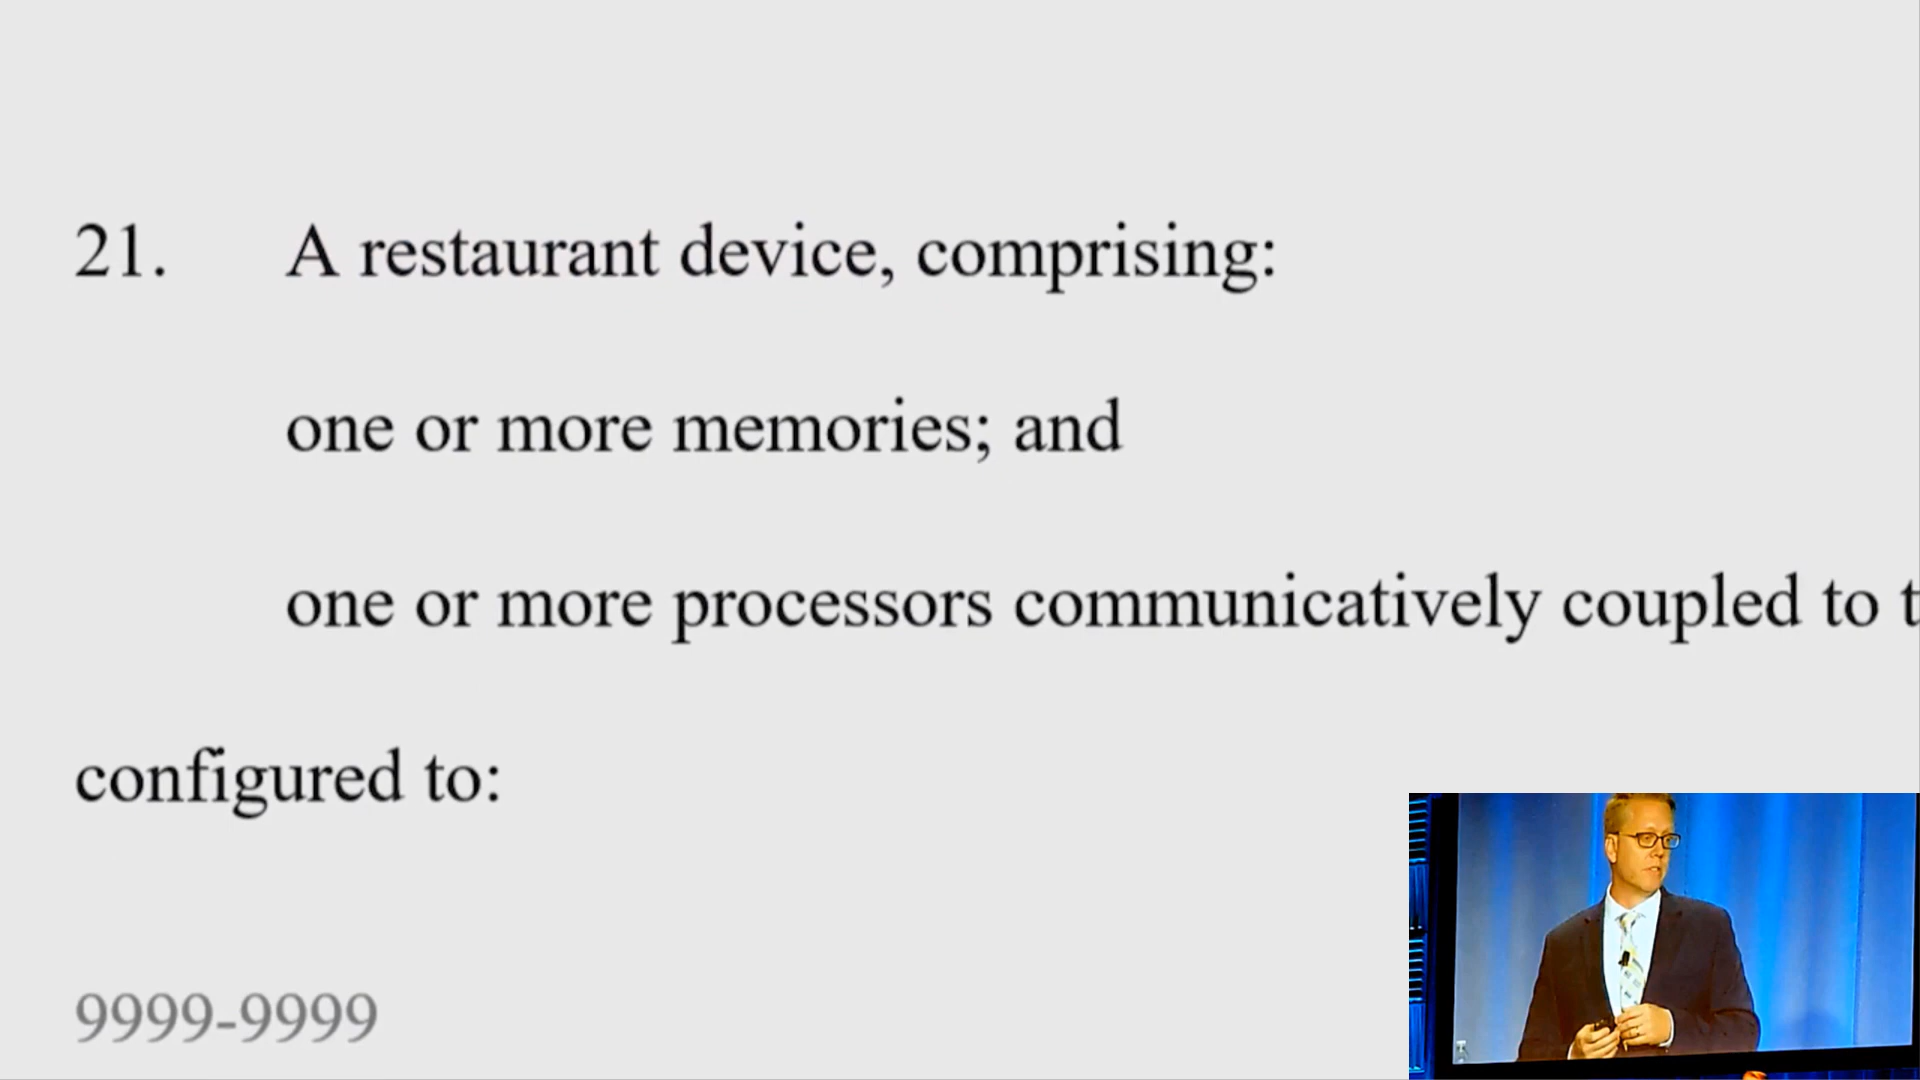 21. A restaurant device, comprising:
one or more memories; and
one or more processors communicatively coupled to t
configured to:
9999-9999